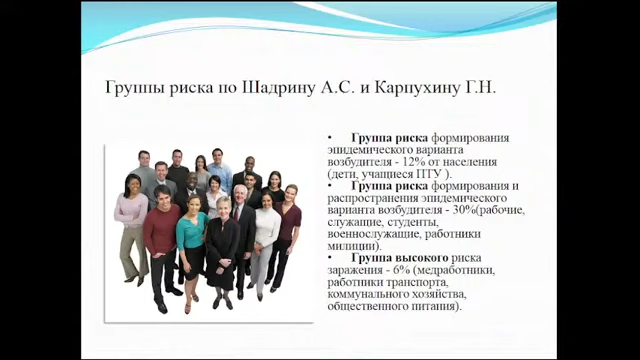 Группы риска по Шадрину А.С. и Карпухину Г.Н.
• Группа риска формирования
эпидемического варианта
возбудителя - 12% от населения
(дети, учащиеся ПТУ ).
• Группа риска формирования и
распространения эпидемического
варианта возбудителя - 30%(рабочие,
служащие, студенты,
военнослужащие, работники
милиции).
• Группа высокого риска
заражения - 6% (медработники,
работники транспорта,
коммунального хозяйства,
общественного питания).